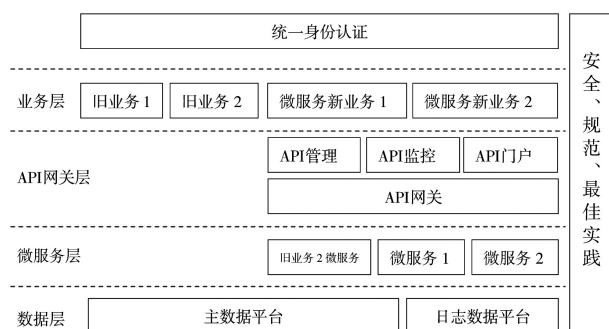 统一身份认证
业务层
旧业务 1
旧业务 2
微服务新业务 1
微服务新业务 2
API网关层
API管理
API监控
API门户
API网关
微服务层
旧业务 2 微服务
微服务 1
微服务 2
数据层
主数据平台
日志数据平台
安全、规范、最佳实践